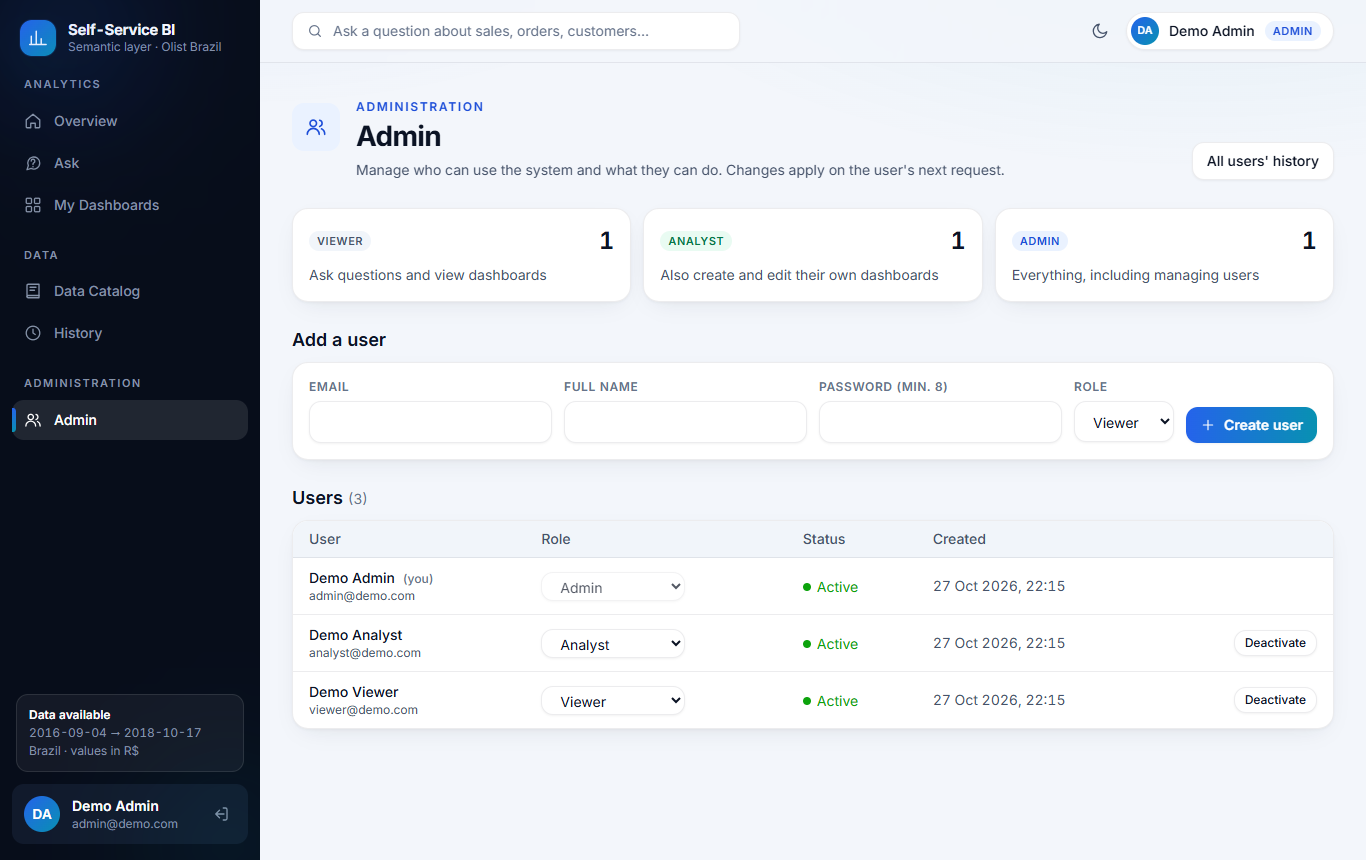 Self-Service BI
Semantic layer · Olist Brazil
ANALYTICS
Overview
Ask
My Dashboards
DATA
Data Catalog
History
ADMINISTRATION
Admin
Data available
2016-09-04 → 2018-10-17
Brazil · values in R$
DA
Demo Admin
admin@demo.com
Ask a question about sales, orders, customers...
DA Demo Admin ADMIN
ADMINISTRATION
Admin
Manage who can use the system and what they can do. Changes apply on the user's next request.
All users' history
VIEWER 1
Ask questions and view dashboards
ANALYST 1
Also create and edit their own dashboards
ADMIN 1
Everything, including managing users
Add a user
EMAIL FULL NAME PASSWORD (MIN. 8) ROLE
Viewer + Create user
Users (3)
User Role Status Created
Demo Admin (you)
admin@demo.com
Admin Active 27 Oct 2026, 22:15
Demo Analyst
analyst@demo.com
Analyst Active 27 Oct 2026, 22:15 Deactivate
Demo Viewer
viewer@demo.com
Viewer Active 27 Oct 2026, 22:15 Deactivate